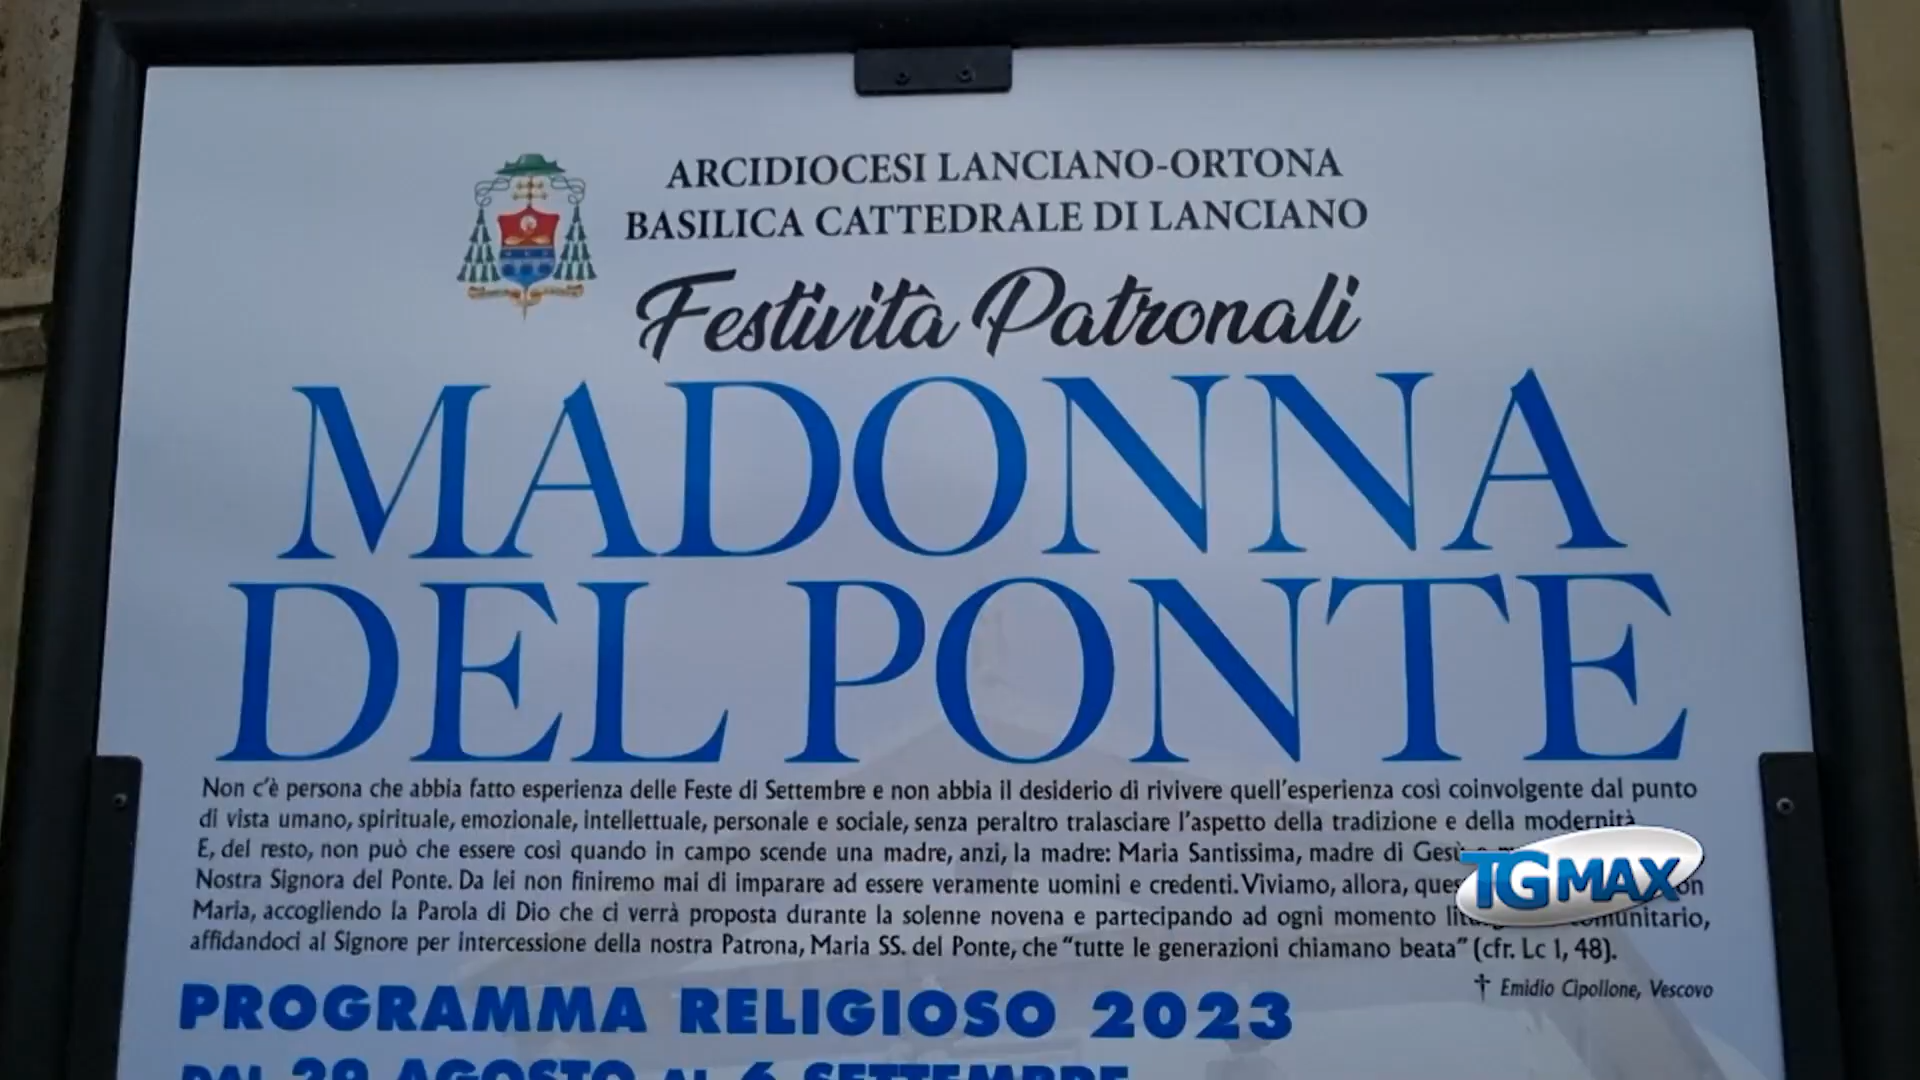 ARCIDIOCESI LANCIANO-ORTONA
BASILICA CATTEDRALE DI LANCIANO
Festività Patronali
MADONNA
DEL PONTE
Non c'è persona che abbia fatto esperienza delle Feste di Settembre e non abbia il desiderio di rivivere quell'esperienza così coinvolgente dal punto
di vista umano, spirituale, emozionale, intellettuale, personale e sociale, senza peraltro tralasciare l'aspetto della tradizione e della modernità
E, del resto, non può che essere così quando in campo scende una madre, anzi, la madre: Maria Santissima, madre di Gesù
Nostra Signora del Ponte. Da lei non finiremo mai di imparare ad essere veramente uomini e credenti. Viviamo, allora,
Maria, accogliendo la Parola di Dio che ci verrà proposta durante la solenne novena e partecipando ad ogni momento
affidandoci al Signore per intercessione della nostra Patrona, Maria SS. del Ponte, che "tutte le generazioni chiamano beata" (cfr. Lc 1, 48).
† Emidio Cipollone, Vescovo
PROGRAMMA RELIGIOSO 2023
DAL 29 AGOSTO AL 6 SETTEMBRE
TGMAX